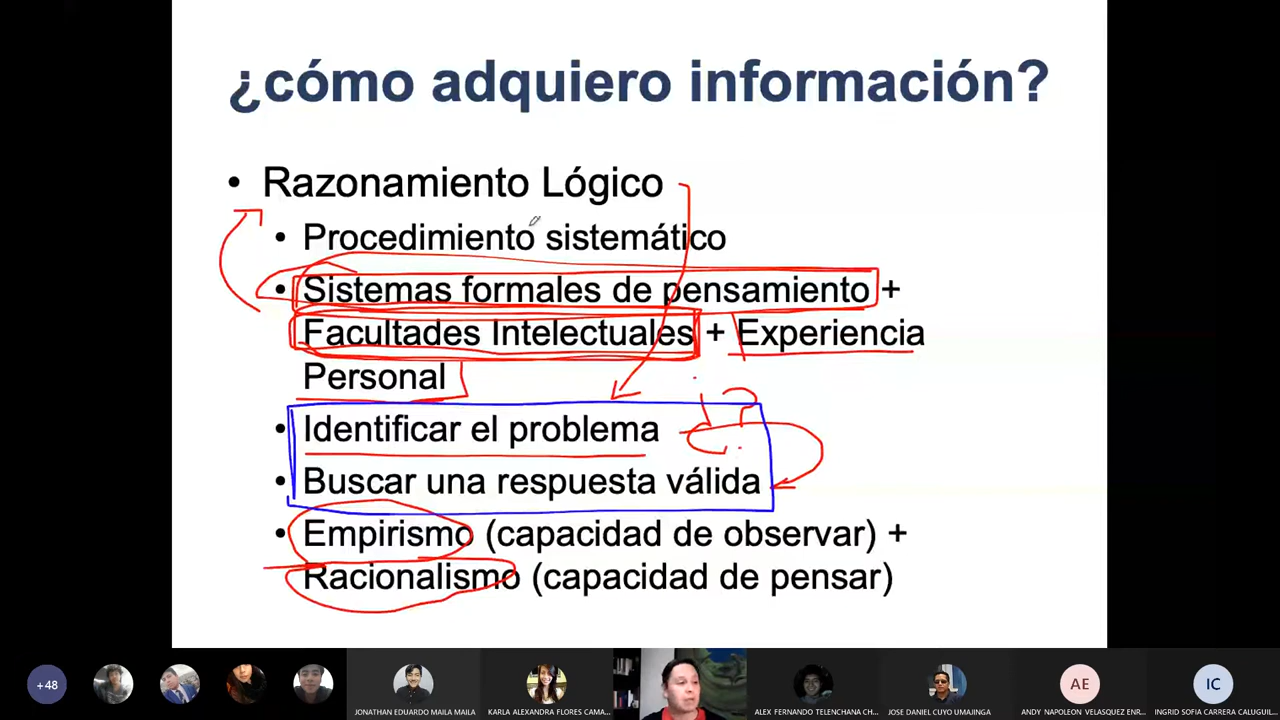 ¿cómo adquiero información?
• Razonamiento Lógico
• Procedimiento sistemático
• Sistemas formales de pensamiento +
Facultades Intelectuales + Experiencia
Personal
• Identificar el problema ¿?
• Buscar una respuesta válida
• Empirismo (capacidad de observar) +
Racionalismo (capacidad de pensar)
+48
JONATHAN EDUARDO MAILA MAILA
KARLA ALEXANDRA FLORES CAMA...
ALEX FERNANDO TELENCHANA CH...
JOSE DANIEL CUYO UMAJINGA
AE
ANDY NAPOLEON VELASQUEZ ENR...
IC
INGRID SOFIA CARRERA CALUGUIL...